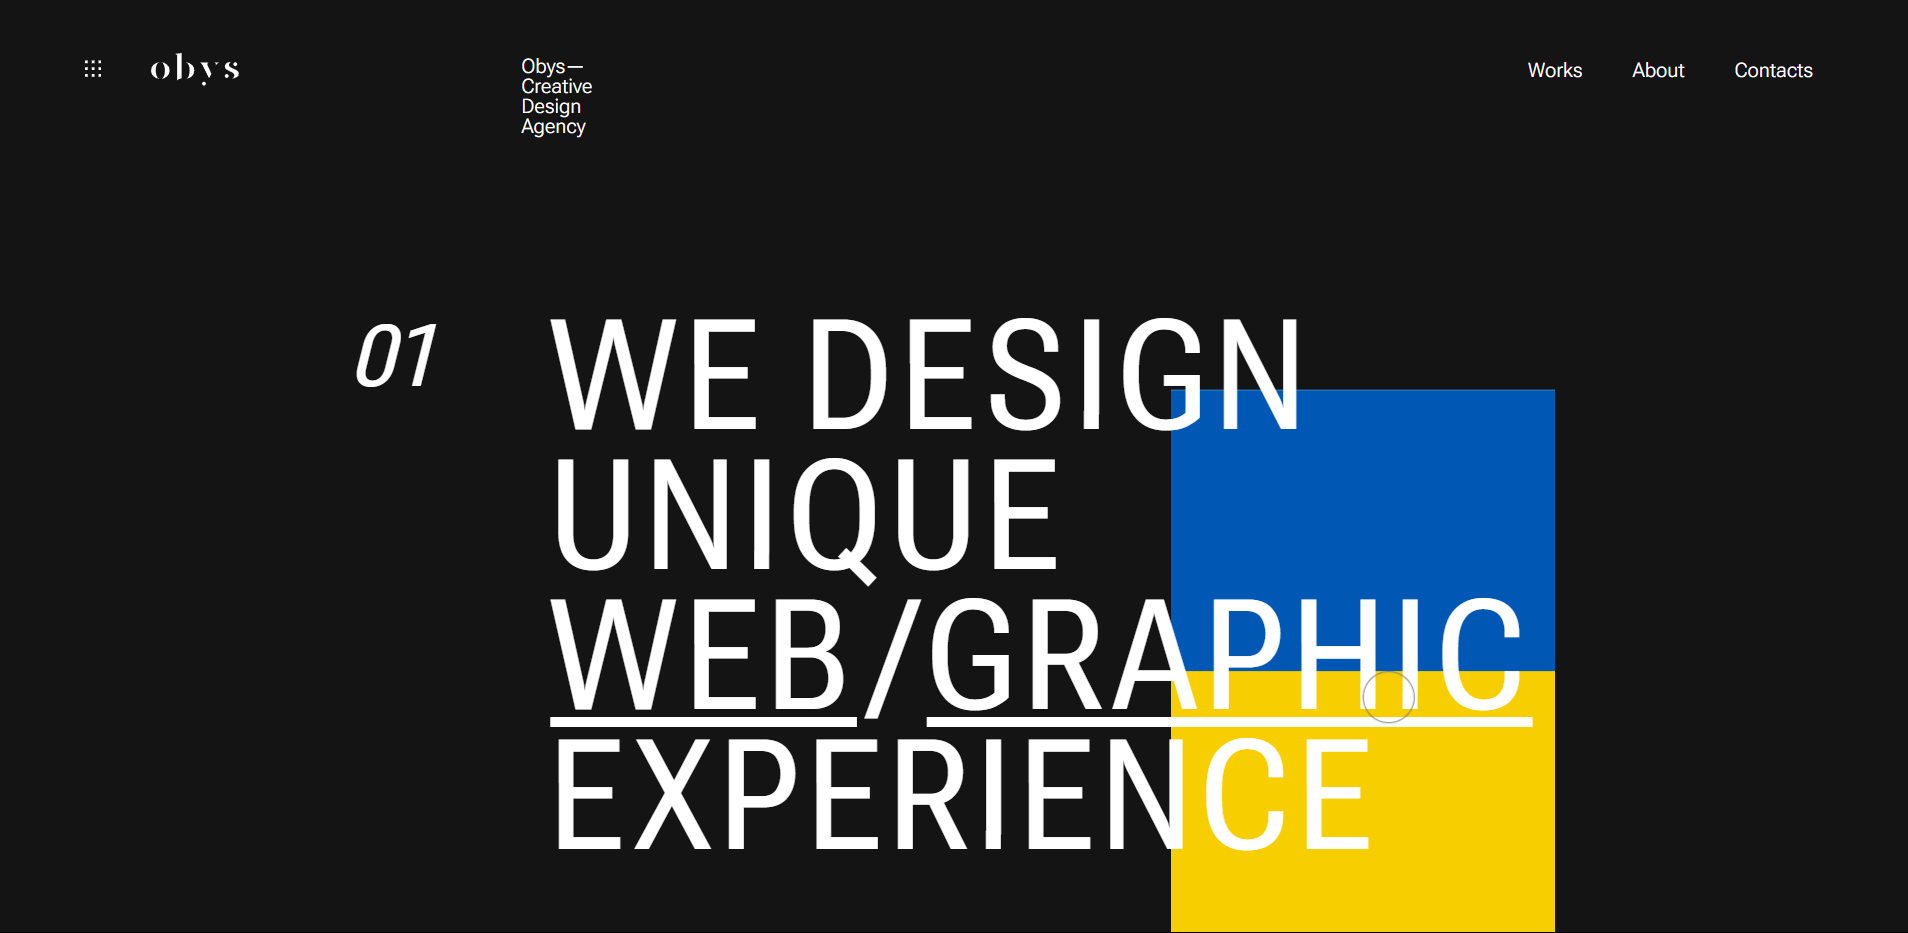 obys
Obys—
Creative
Design
Agency
Works
About
Contacts
01
WE DESIGN
UNIQUE
WEB/GRAPHIC
EXPERIENCE